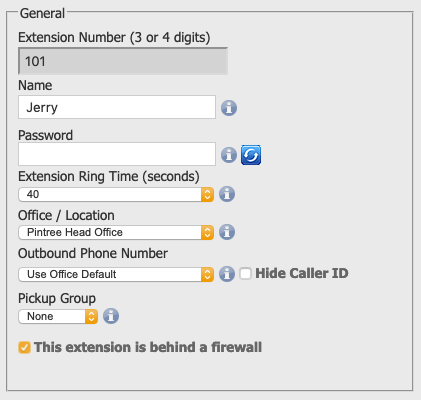 General
Extension Number (3 or 4 digits)
101
Name
Jerry
Password
Extension Ring Time (seconds)
40
Office / Location
Pintree Head Office
Outbound Phone Number
Use Office Default
Hide Caller ID
Pickup Group
None
This extension is behind a firewall